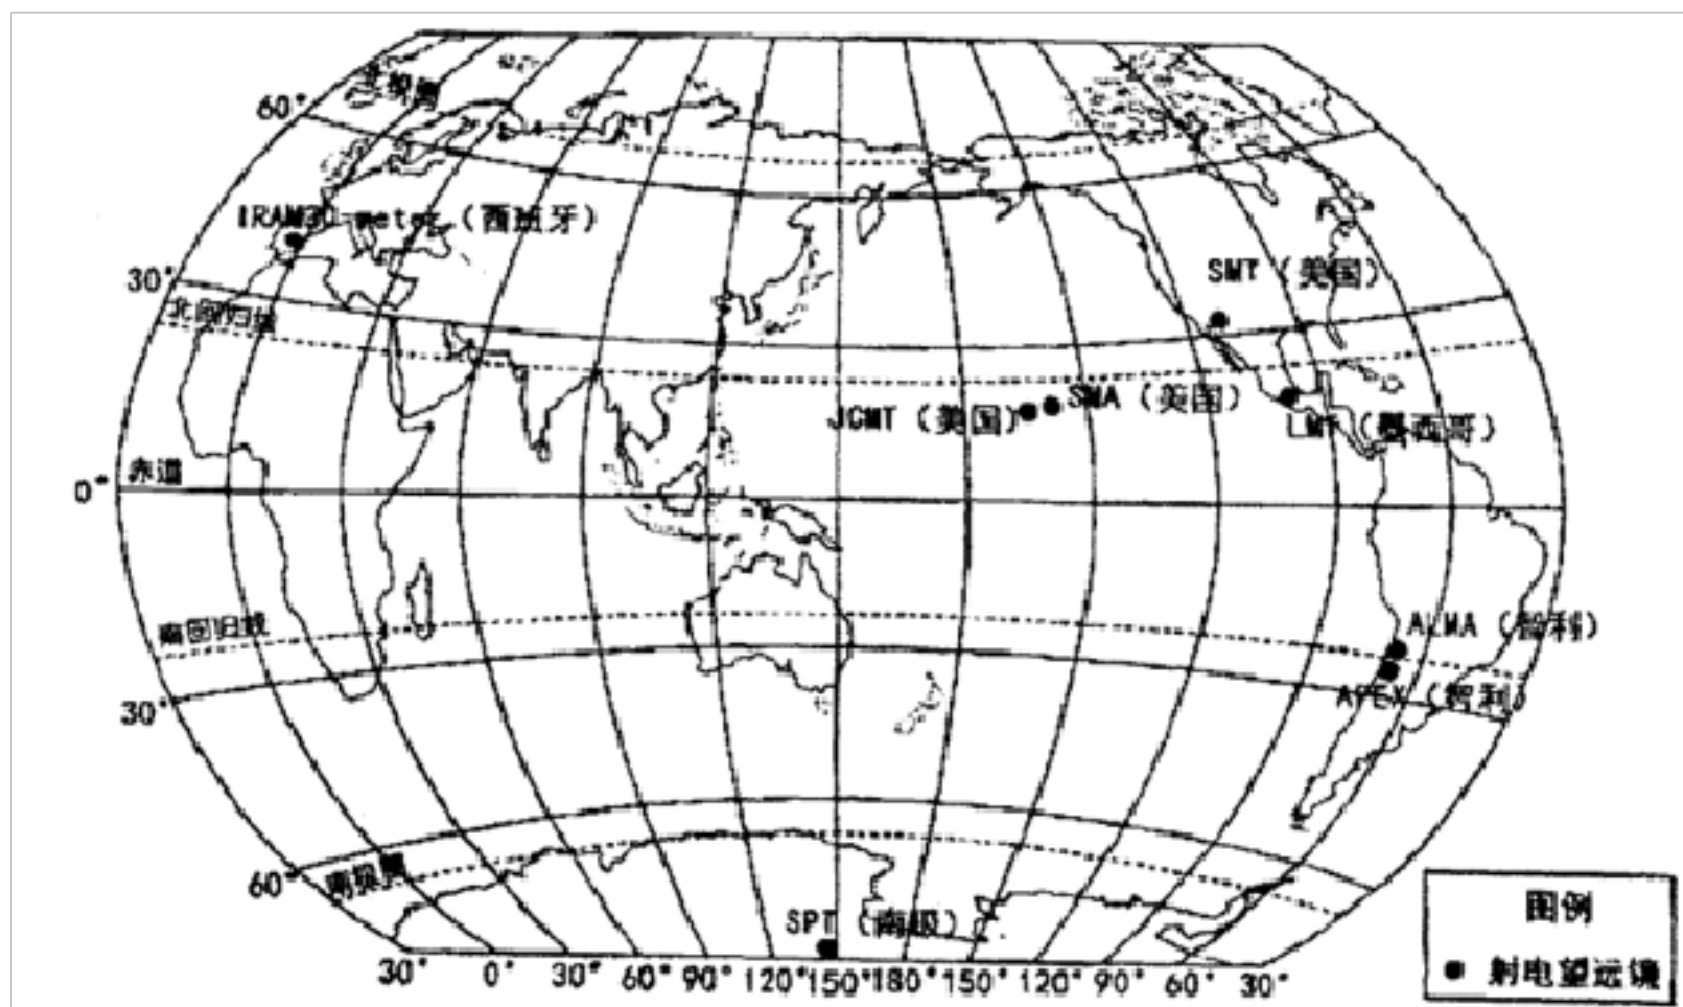 北极圈
60°
IRAM30-meter（西班牙）
SMT（美国）
30°
北回归线
JCMT（美国）
SMA（美国）
LMT（墨西哥）
赤道
0°
南回归线
ALMA（智利）
30°
APEX（智利）
60°
南极圈
SPT（南极）
30° 0° 30° 60° 90° 120° 150° 180° 150° 120° 90° 60° 30°
图例
射电望远镜